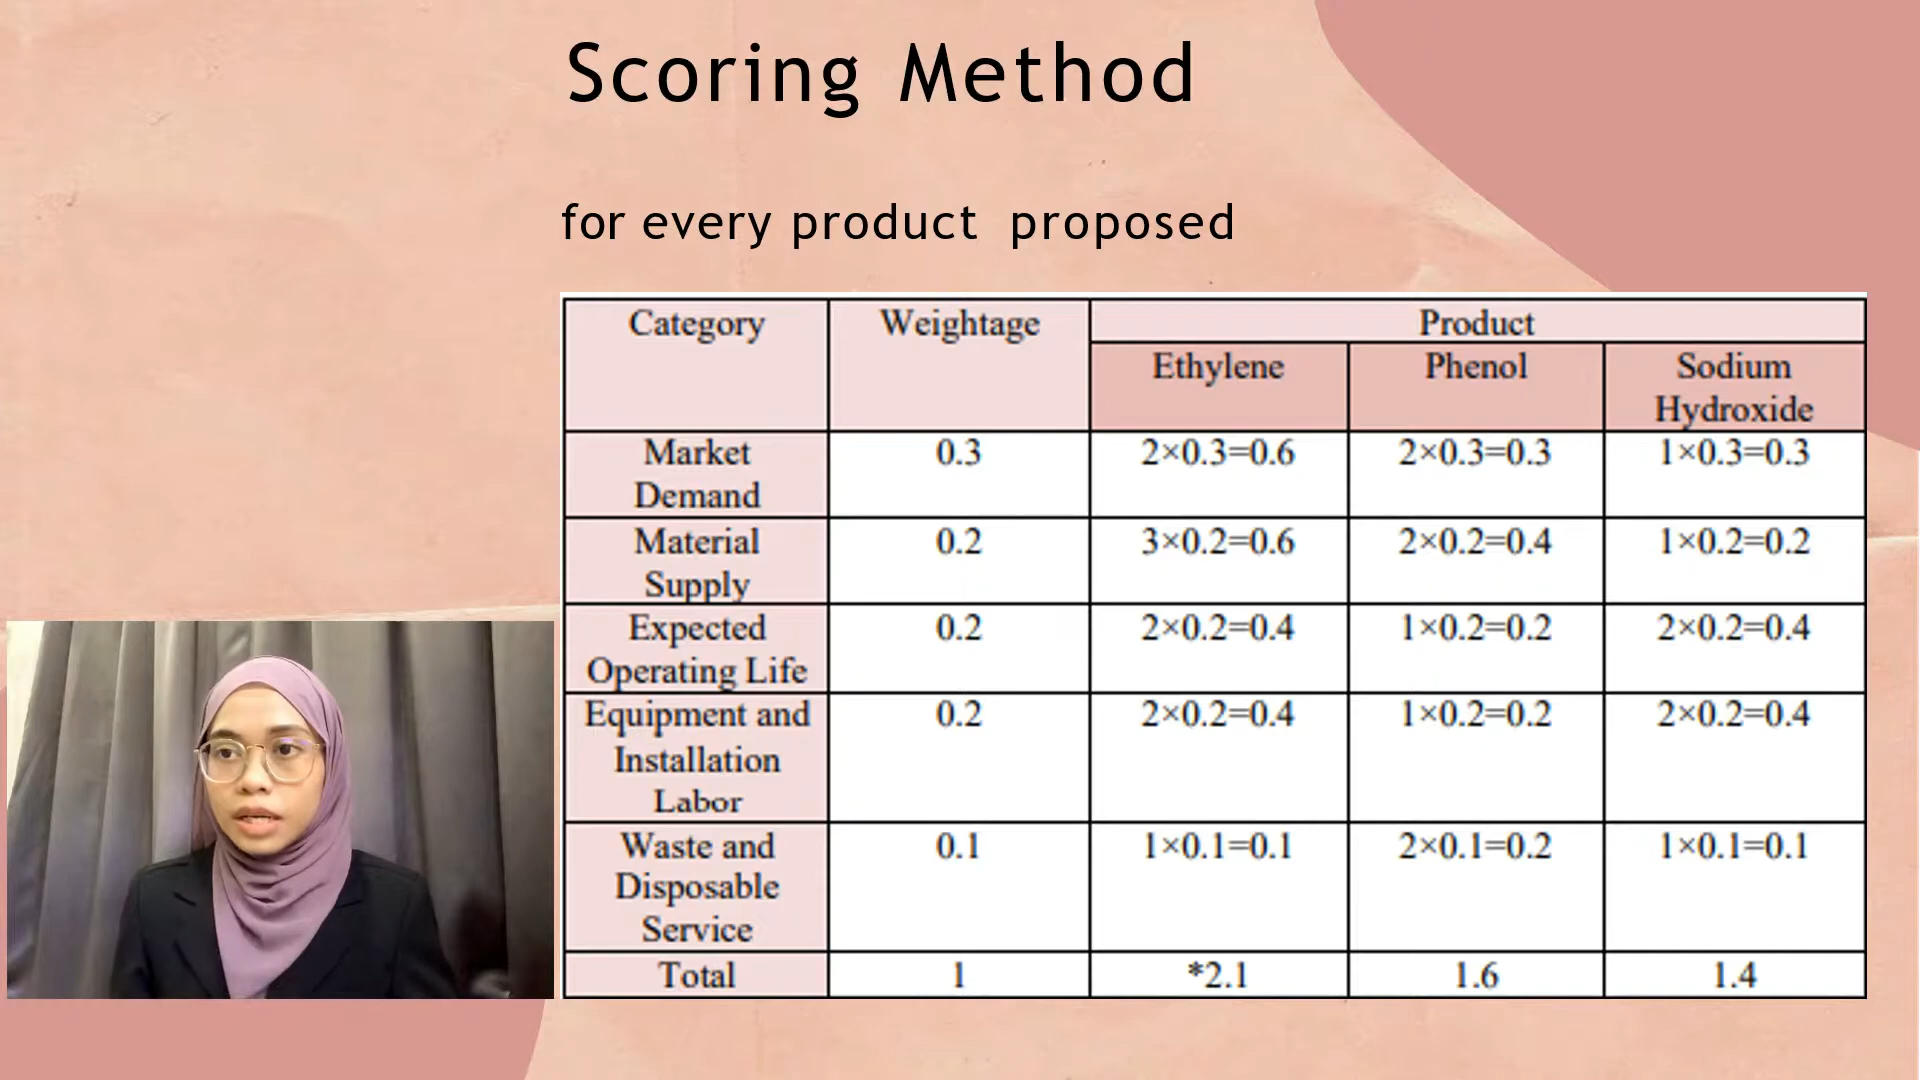 Scoring Method
for every product proposed
Category Weightage Product
Ethylene Phenol Sodium
Hydroxide
Market
Demand 0.3 2×0.3=0.6 2×0.3=0.3 1×0.3=0.3
Material
Supply 0.2 3×0.2=0.6 2×0.2=0.4 1×0.2=0.2
Expected
Operating Life 0.2 2×0.2=0.4 1×0.2=0.2 2×0.2=0.4
Equipment and
Installation
Labor 0.2 2×0.2=0.4 1×0.2=0.2 2×0.2=0.4
Waste and
Disposable
Service 0.1 1×0.1=0.1 2×0.1=0.2 1×0.1=0.1
Total 1 *2.1 1.6 1.4